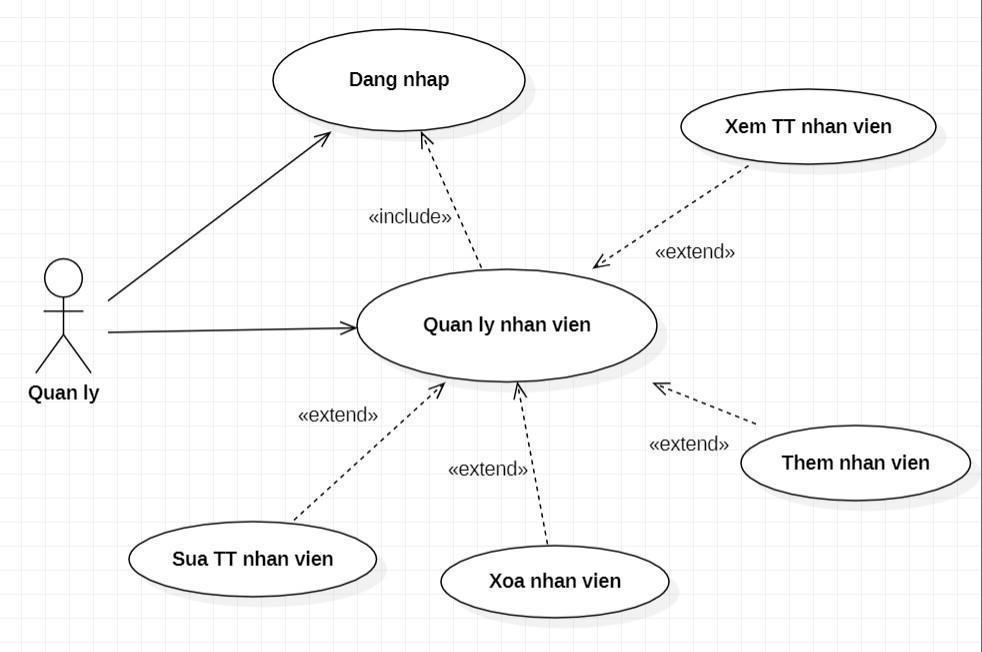 Dang nhap
Xem TT nhan vien
«include»
«extend»
Quan ly nhan vien
Quan ly
«extend»
«extend»
«extend»
Them nhan vien
Sua TT nhan vien
Xoa nhan vien